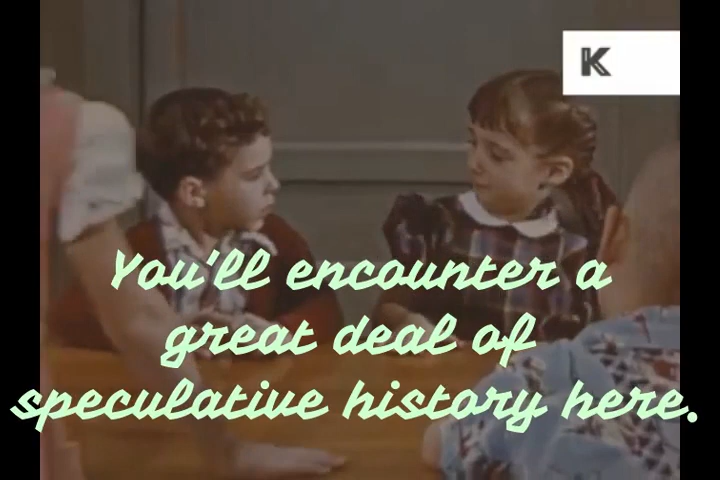 K
You'll encounter a
great deal of
speculative history here.